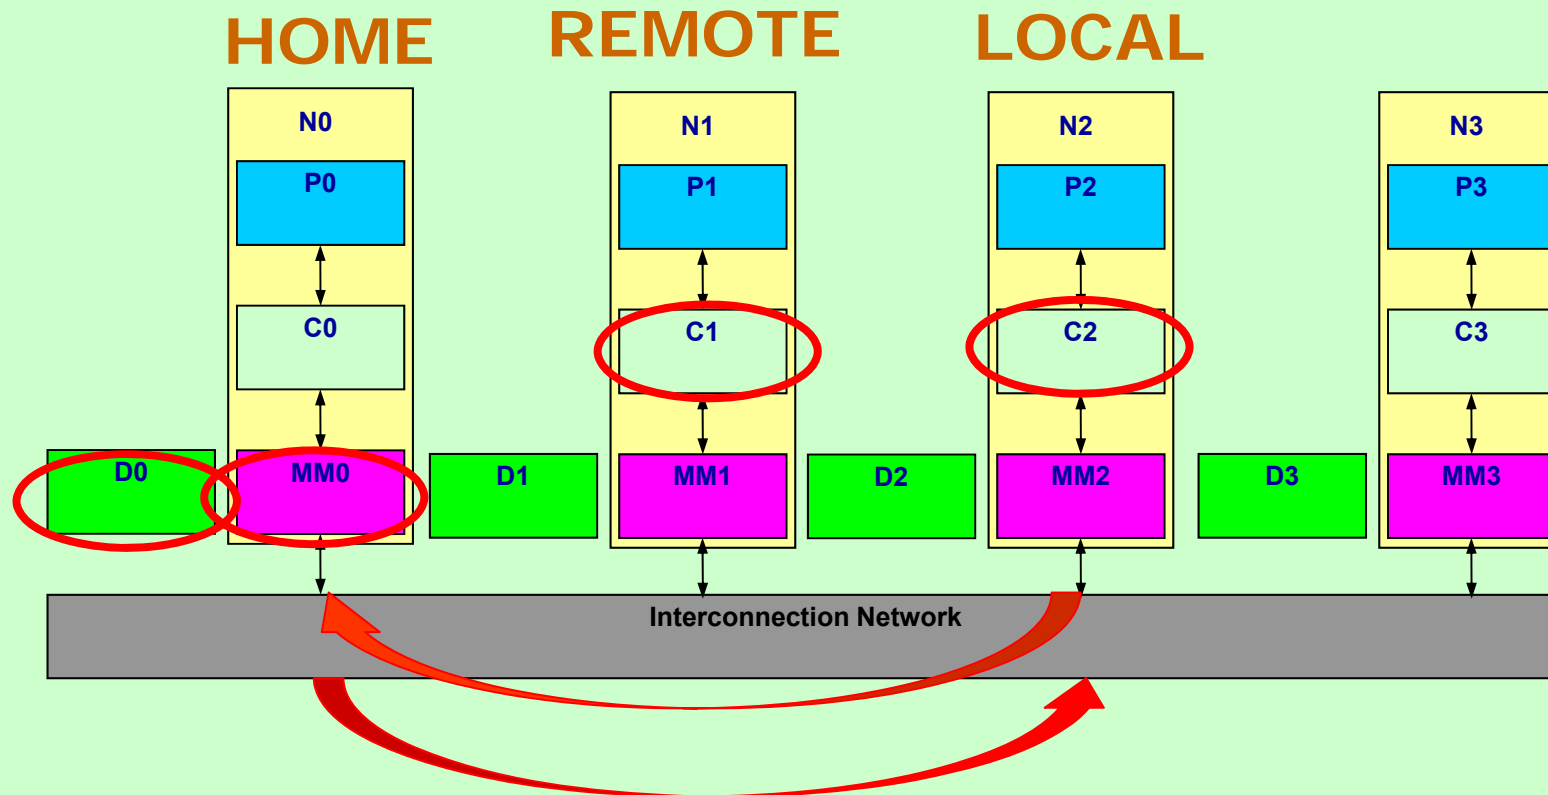 HOME REMOTE LOCAL
N0 N1 N2 N3
P0 P1 P2 P3
C0 C1 C2 C3
D0 MM0 D1 MM1 D2 MM2 D3 MM3
Interconnection Network